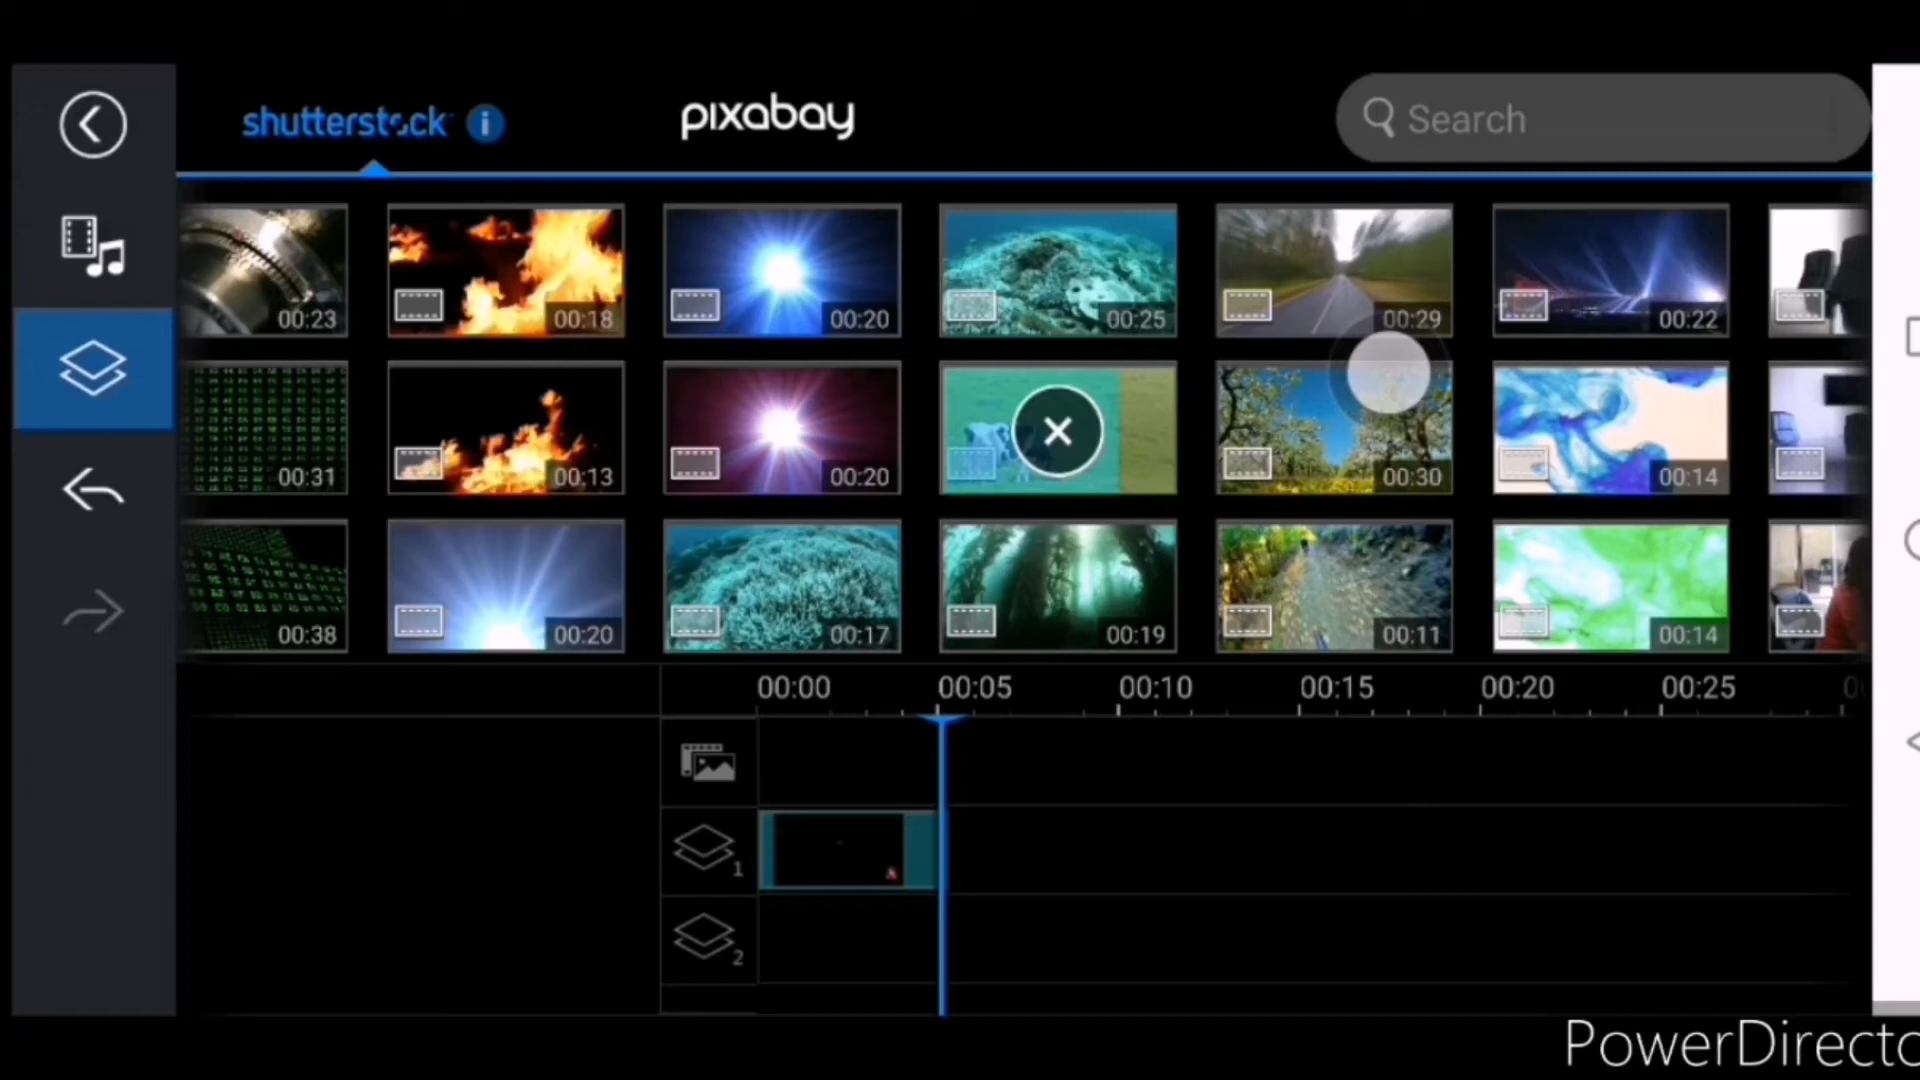 shutterstock i pixabay Search
00:23 00:18 00:20 00:25 00:29 00:22
00:31 00:13 00:20 00:30 00:14
00:38 00:20 00:17 00:19 00:11 00:14
00:00 00:05 00:10 00:15 00:20 00:25
1
2
PowerDirecto